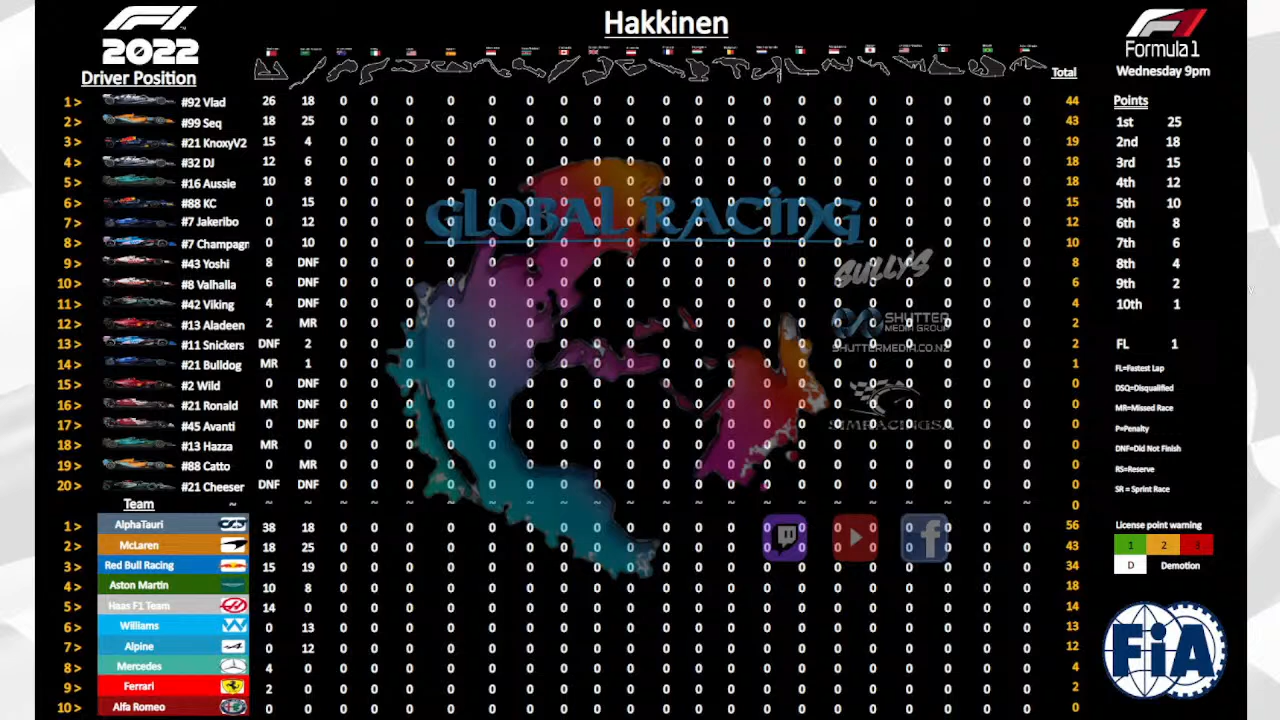 F1
2022
Hakkinen
F1
Formula 1
Driver Position
Total
Wednesday 9pm
1 > #92 Vlad 26 18 0 0 0 0 0 0 0 0 0 0 0 0 0 0 0 0 0 0 0 0 44
2 > #99 Seq 18 25 0 0 0 0 0 0 0 0 0 0 0 0 0 0 0 0 0 0 0 0 43
3 > #21 KnoxyV2 15 4 0 0 0 0 0 0 0 0 0 0 0 0 0 0 0 0 0 0 0 0 19
4 > #32 DJ 12 6 0 0 0 0 0 0 0 0 0 0 0 0 0 0 0 0 0 0 0 0 18
5 > #16 Aussie 10 8 0 0 0 0 0 0 0 0 0 0 0 0 0 0 0 0 0 0 0 0 18
6 > #88 KC 0 15 0 0 0 0 0 0 0 0 0 0 0 0 0 0 0 0 0 0 0 0 15
7 > #7 Jakeribo 0 12 0 0 0 0 0 0 0 0 0 0 0 0 0 0 0 0 0 0 0 0 12
8 > #7 Champagn 0 10 0 0 0 0 0 0 0 0 0 0 0 0 0 0 0 0 0 0 0 0 10
9 > #43 Yoshi 8 DNF 0 0 0 0 0 0 0 0 0 0 0 0 0 0 0 0 0 0 0 0 8
10 > #8 Valhalla 6 DNF 0 0 0 0 0 0 0 0 0 0 0 0 0 0 0 0 0 0 0 0 6
11 > #42 Viking 4 DNF 0 0 0 0 0 0 0 0 0 0 0 0 0 0 0 0 0 0 0 0 4
12 > #13 Aladeen 2 MR 0 0 0 0 0 0 0 0 0 0 0 0 0 0 0 0 0 0 0 0 2
13 > #11 Snickers DNF 2 0 0 0 0 0 0 0 0 0 0 0 0 0 0 0 0 0 0 0 0 2
14 > #21 Bulldog MR 1 0 0 0 0 0 0 0 0 0 0 0 0 0 0 0 0 0 0 0 0 1
15 > #2 Wild 0 DNF 0 0 0 0 0 0 0 0 0 0 0 0 0 0 0 0 0 0 0 0 0
16 > #21 Ronald MR DNF 0 0 0 0 0 0 0 0 0 0 0 0 0 0 0 0 0 0 0 0 0
17 > #45 Avanti 0 DNF 0 0 0 0 0 0 0 0 0 0 0 0 0 0 0 0 0 0 0 0 0
18 > #13 Hazza MR 0 0 0 0 0 0 0 0 0 0 0 0 0 0 0 0 0 0 0 0 0 0 0
19 > #88 Catto 0 MR 0 0 0 0 0 0 0 0 0 0 0 0 0 0 0 0 0 0 0 0 0
20 > #21 Cheeser DNF DNF 0 0 0 0 0 0 0 0 0 0 0 0 0 0 0 0 0 0 0 0 0
Team ~ ~ ~ ~ ~ ~ ~ ~ ~ ~ ~ ~ ~ ~ ~ ~ ~ ~ ~ ~ ~ ~ ~ 0
1 > AlphaTauri 38 18 0 0 0 0 0 0 0 0 0 0 0 0 0 0 0 0 0 0 0 0 56
2 > McLaren 18 25 0 0 0 0 0 0 0 0 0 0 0 0 0 0 0 0 0 0 0 0 43
3 > Red Bull Racing 15 19 0 0 0 0 0 0 0 0 0 0 0 0 0 0 0 0 0 0 0 0 34
4 > Aston Martin 10 8 0 0 0 0 0 0 0 0 0 0 0 0 0 0 0 0 0 0 0 0 18
5 > Haas F1 Team 14 0 0 0 0 0 0 0 0 0 0 0 0 0 0 0 0 0 0 0 0 14
6 > Williams 0 13 0 0 0 0 0 0 0 0 0 0 0 0 0 0 0 0 0 0 0 0 13
7 > Alpine 0 12 0 0 0 0 0 0 0 0 0 0 0 0 0 0 0 0 0 0 0 0 12
8 > Mercedes 4 0 0 0 0 0 0 0 0 0 0 0 0 0 0 0 0 0 0 0 0 0 4
9 > Ferrari 2 0 0 0 0 0 0 0 0 0 0 0 0 0 0 0 0 0 0 0 0 0 2
10 > Alfa Romeo 0 0 0 0 0 0 0 0 0 0 0 0 0 0 0 0 0 0 0 0 0 0 0
GLOBAL RACING
SULLYS
SHUTTER
MEDIA GROUP
SHUTTERMEDIA.CO.NZ
SIMRACINGSA
Points
1st 25
2nd 18
3rd 15
4th 12
5th 10
6th 8
7th 6
8th 4
9th 2
10th 1
FL 1
FL=Fastest Lap
DSQ=Disqualified
MR=Missed Race
P=Penalty
DNF=Did Not Finish
RS=Reserve
SR = Sprint Race
License point warning
1 2 3
D Demotion
FiA